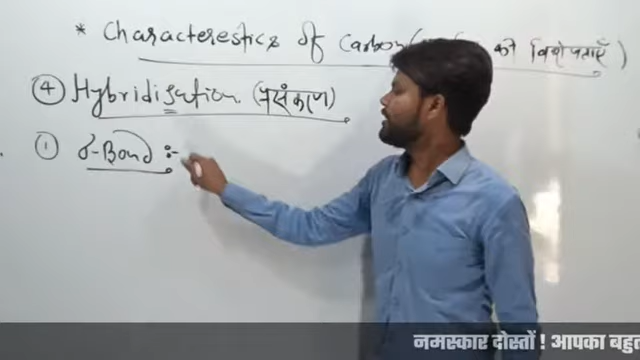 * Characterestics of Carbon ( की विशेषताएँ)
④ Hybridisation (प्रसंकरण)
① σ-Bond :-
नमस्कार दोस्तों ! आपका बहुत